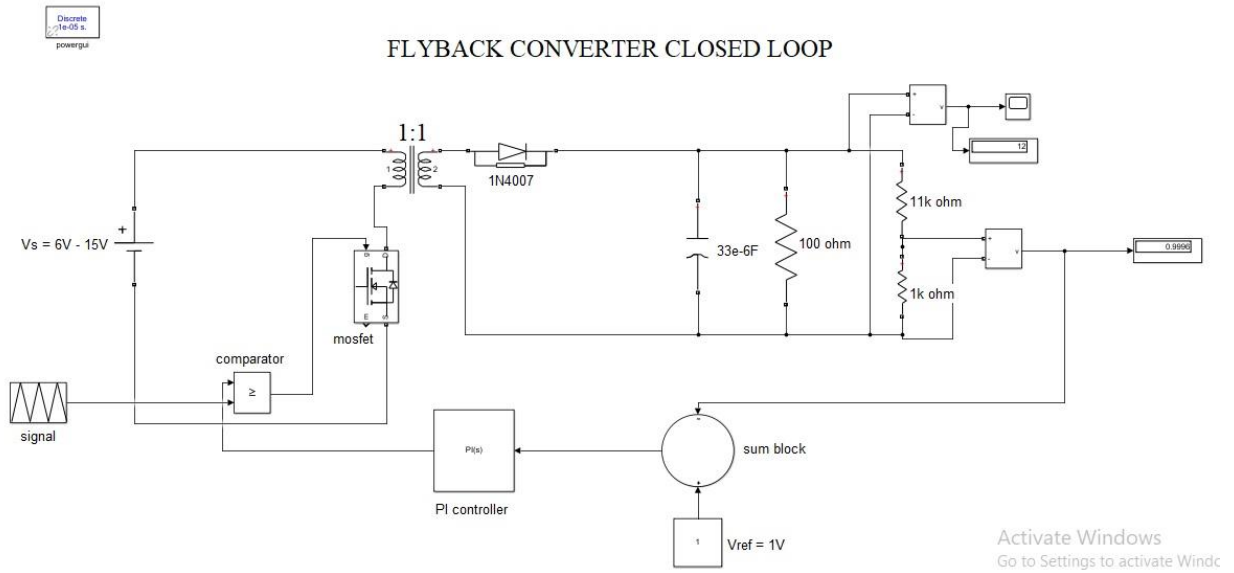 Discrete
1e-05 s.
powergui
FLYBACK CONVERTER CLOSED LOOP
1:1
1
2
1N4007
+
-
v
12
Vs = 6V - 15V
+
g
D
E
S
mosfet
33e-6F
100 ohm
11k ohm
1k ohm
+
-
v
0.9996
comparator
≥
signal
PI(s)
PI controller
sum block
1
Vref = 1V
Activate Windows
Go to Settings to activate Windc